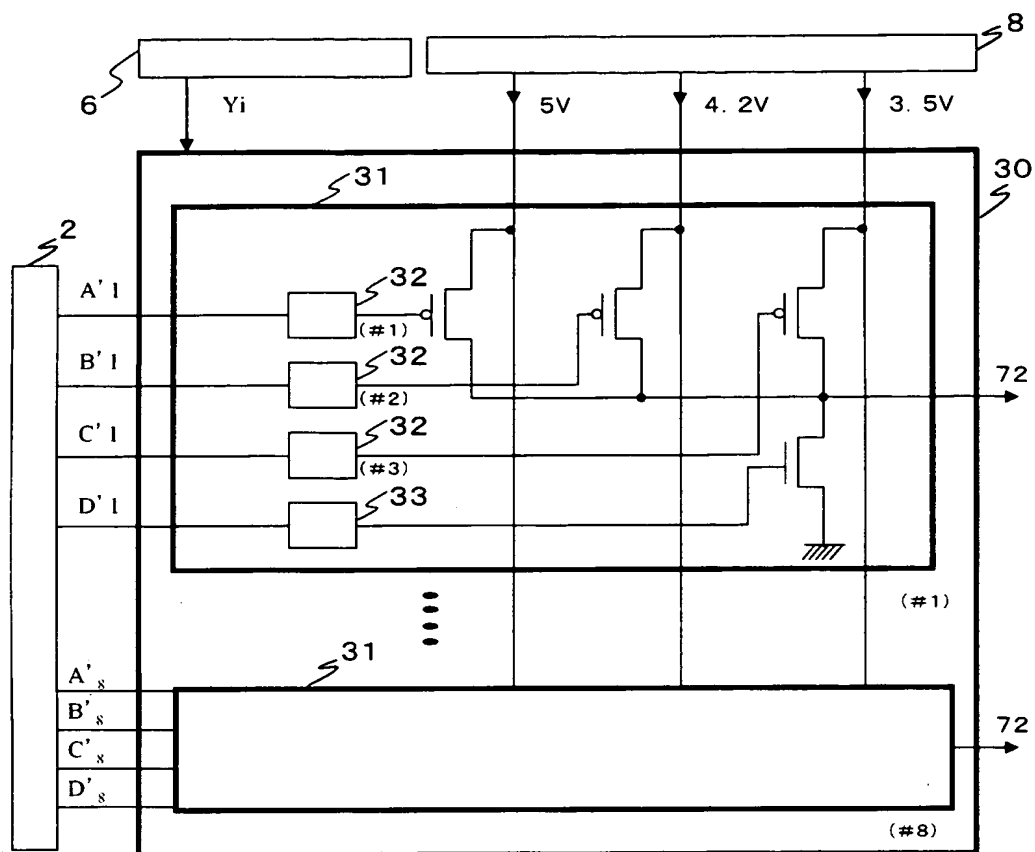 8
6
Yi
5V
4. 2V
3. 5V
31
30
2
A'1
32
(#1)
B'1
32
(#2)
72
C'1
32
(#3)
D'1
33
(#1)
31
A'8
B'8
72
C'8
D'8
(#8)